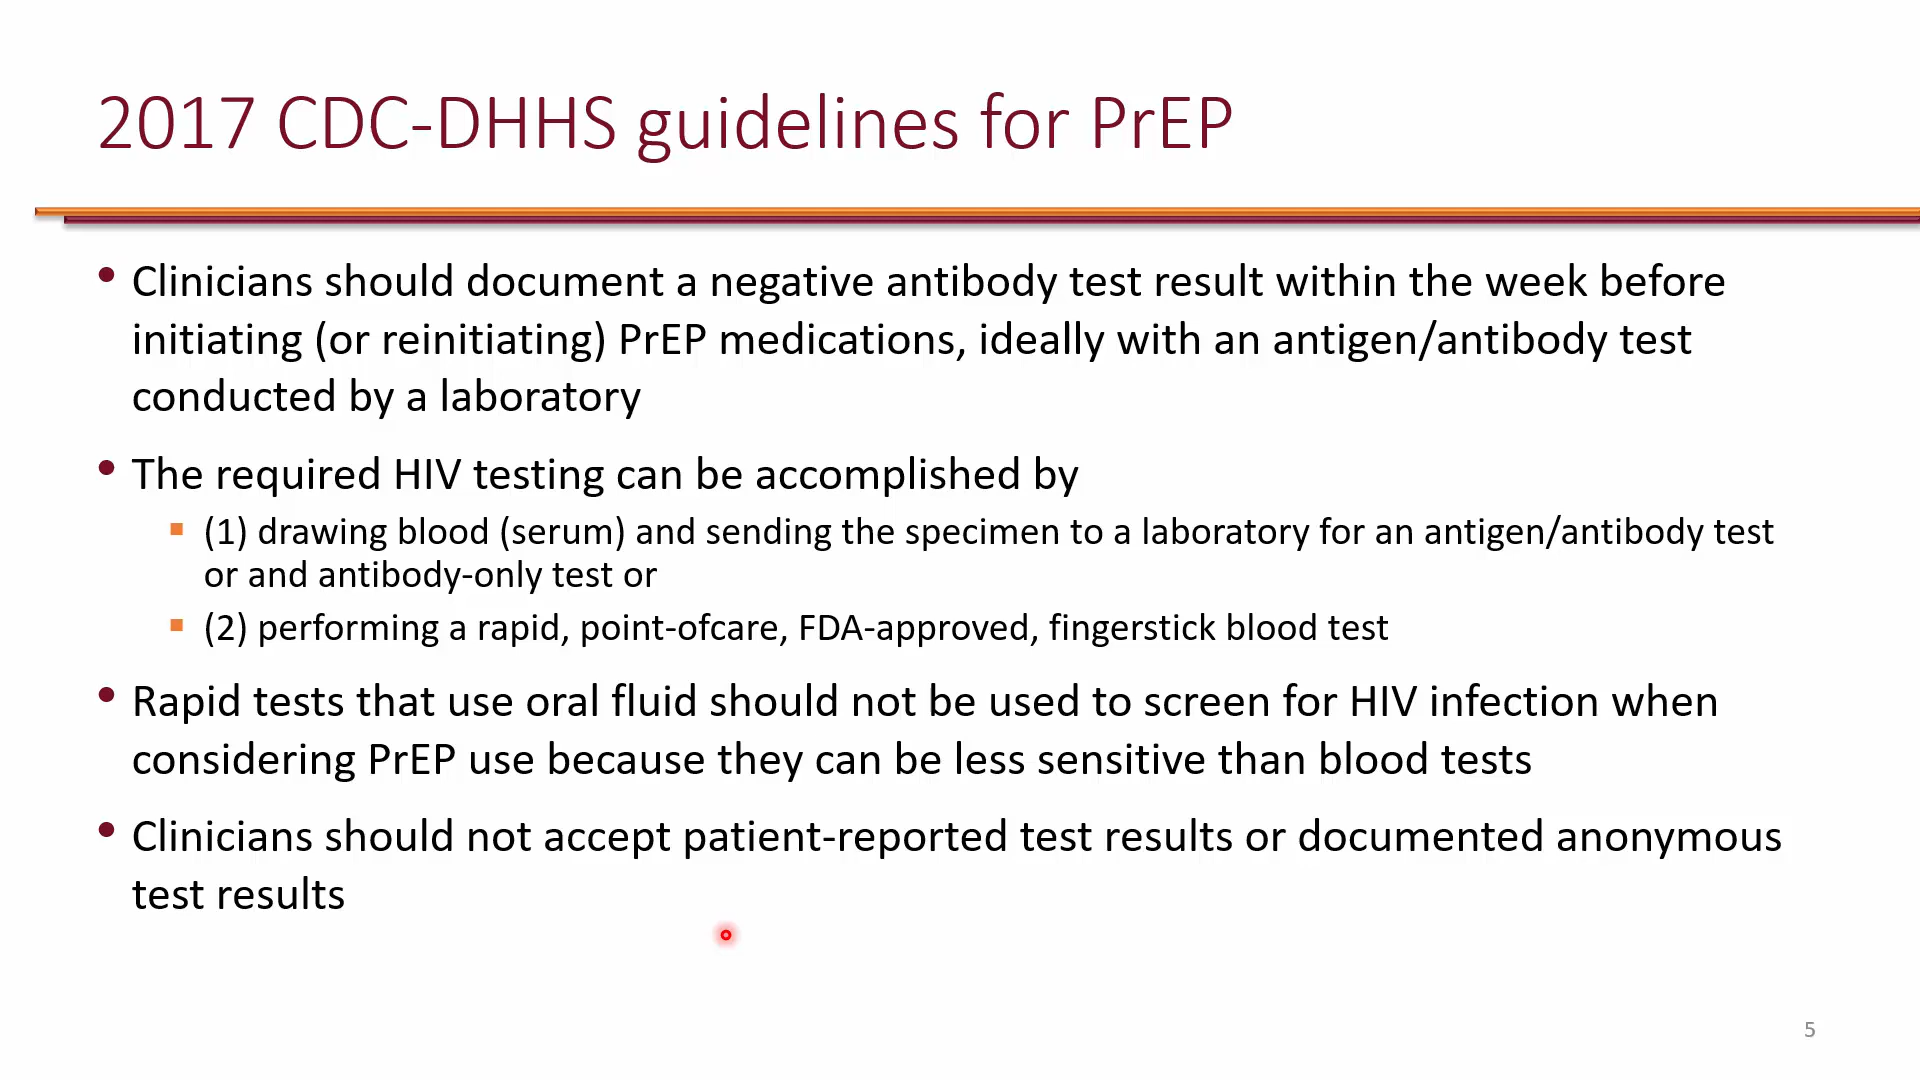 2017 CDC-DHHS guidelines for PrEP
• Clinicians should document a negative antibody test result within the week before
initiating (or reinitiating) PrEP medications, ideally with an antigen/antibody test
conducted by a laboratory
• The required HIV testing can be accomplished by
▪ (1) drawing blood (serum) and sending the specimen to a laboratory for an antigen/antibody test
or and antibody-only test or
▪ (2) performing a rapid, point-ofcare, FDA-approved, fingerstick blood test
• Rapid tests that use oral fluid should not be used to screen for HIV infection when
considering PrEP use because they can be less sensitive than blood tests
• Clinicians should not accept patient-reported test results or documented anonymous
test results
5